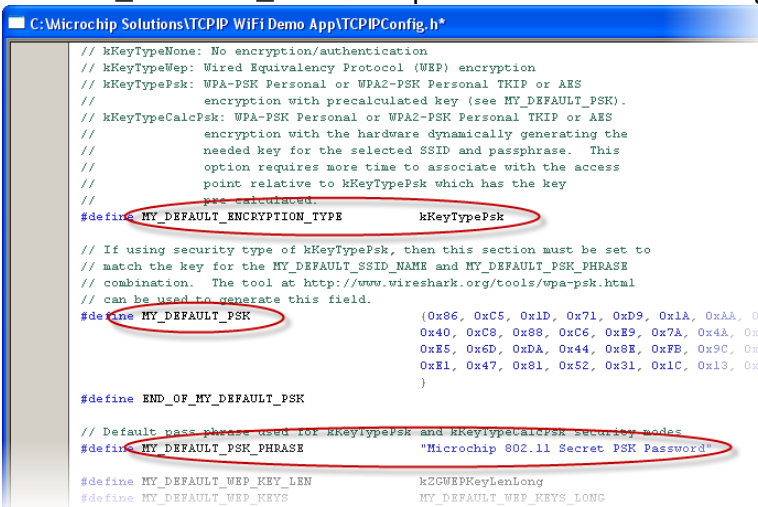 C:\Microchip Solutions\TCPIP WiFi Demo App\TCPIPConfig.h*
// kKeyTypeNone: No encryption/authentication
// kKeyTypeWep: Wired Equivalency Protocol (WEP) encryption
// kKeyTypePsk: WPA-PSK Personal or WPA2-PSK Personal TKIP or AES
// encryption with precalculated key (see MY_DEFAULT_PSK).
// kKeyTypeCalcPsk: WPA-PSK Personal or WPA2-PSK Personal TKIP or AES
// encryption with the hardware dynamically generating the
// needed key for the selected SSID and passphrase. This
// option requires more time to associate with the access
// point relative to kKeyTypePsk which has the key
// pre-calculated.
#define MY_DEFAULT_ENCRYPTION_TYPE kKeyTypePsk
// If using security type of kKeyTypePsk, then this section must be set to
// match the key for the MY_DEFAULT_SSID_NAME and MY_DEFAULT_PSK_PHRASE
// combination. The tool at http://www.wireshark.org/tools/wpa-psk.html
// can be used to generate this field.
#define MY_DEFAULT_PSK {0x86, 0xC5, 0x1D, 0x71, 0xD9, 0x1A, 0xAA,
0x40, 0xC8, 0x88, 0xC6, 0xE9, 0x7A, 0x4A,
0xE5, 0x6D, 0xDA, 0x44, 0x8E, 0xFB, 0x9C,
0xE1, 0x47, 0x81, 0x52, 0x31, 0x1C, 0x13,
}
#define END_OF_MY_DEFAULT_PSK
// Default pass phrase used for kKeyTypePsk and kKeyTypeCalcPsk security modes
#define MY_DEFAULT_PSK_PHRASE "Microchip 802.11 Secret PSK Password"
#define MY_DEFAULT_WEP_KEY_LEN kZGWEPKeyLenLong
#define MY_DEFAULT_WEP_KEYS MY_DEFAULT_WEP_KEYS_LONG